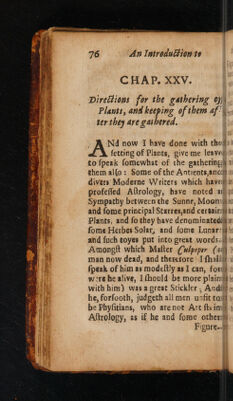 76 An Introduction to
CHAP. XXV.
Directions for the gathering of
Plants, and keeping of them af-
ter they are gathered.
ANd now I have done with the
setting of Plants, give me leave
to speak somewhat of the gathering
them also: Some of the Antients, and
divers Moderne Writers which have
professed Astrology, have noted a
Sympathy between the Sunne, Moon,
and some principal Starres, and certain
Plants, and so they have denominated
some Herbes Solar, and some Lunar,
and such toyes put into great words.
Amongst which Master Culpeper (a
man now dead, and therefore I shall
speak of him as modestly as I can, for
were he alive, I should be more plain
with him) was a great Stickler; And
he, forsooth, judgeth all men unfit to
be Physitians, who are not Artists in
Astrology, as if he and some other
Figure-